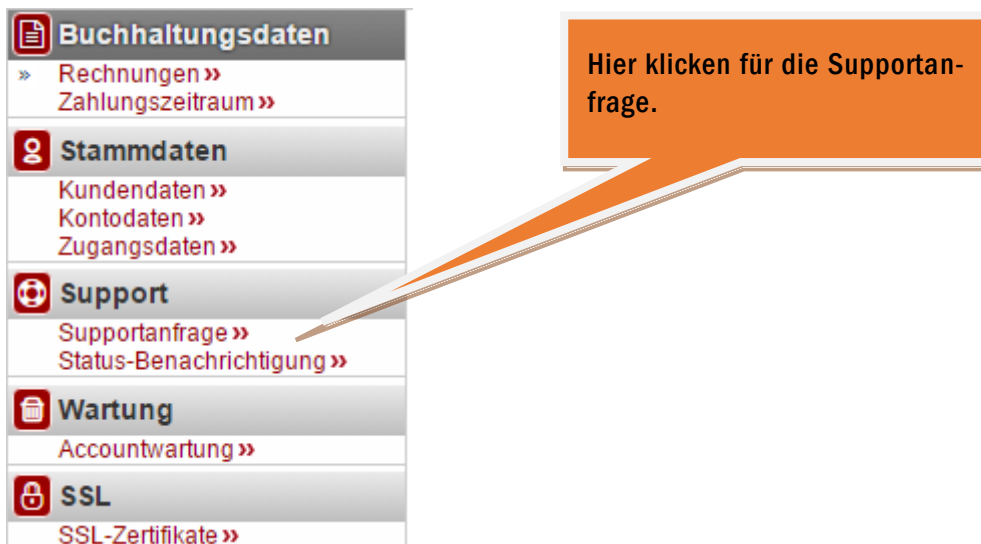 Buchhaltungsdaten
» Rechnungen »
Zahlungszeitraum »
Stammdaten
Kundendaten »
Kontodaten »
Zugangsdaten »
Support
Supportanfrage »
Status-Benachrichtigung »
Wartung
Accountwartung »
SSL
SSL-Zertifikate »
Hier klicken für die Supportan-
frage.